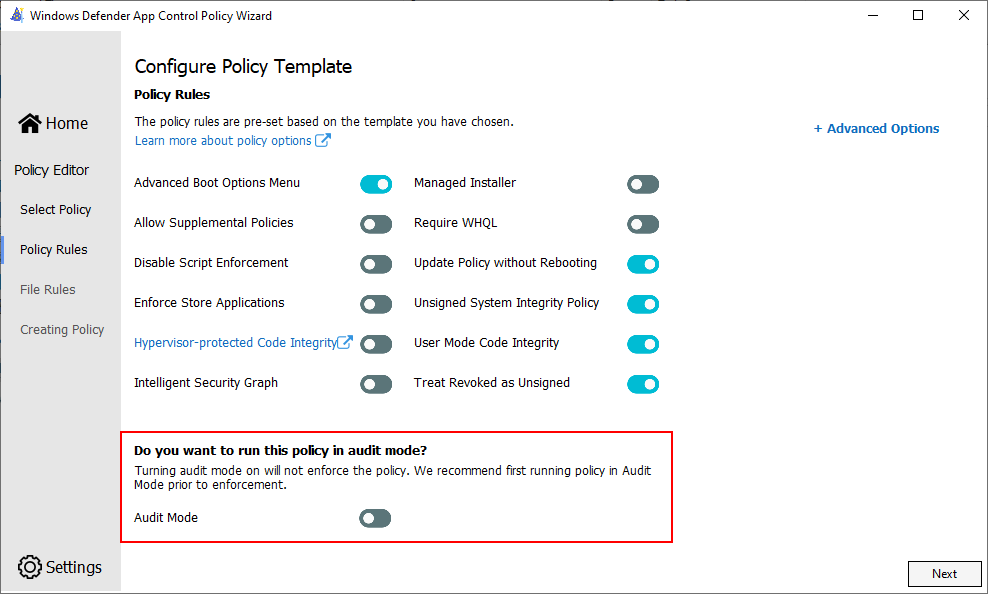 Windows Defender App Control Policy Wizard
Home
Policy Editor
Select Policy
Policy Rules
File Rules
Creating Policy
Settings
Configure Policy Template
Policy Rules
The policy rules are pre-set based on the template you have chosen.
Learn more about policy options
+ Advanced Options
Advanced Boot Options Menu
Managed Installer
Allow Supplemental Policies
Require WHQL
Disable Script Enforcement
Update Policy without Rebooting
Enforce Store Applications
Unsigned System Integrity Policy
Hypervisor-protected Code Integrity
User Mode Code Integrity
Intelligent Security Graph
Treat Revoked as Unsigned
Do you want to run this policy in audit mode?
Turning audit mode on will not enforce the policy. We recommend first running policy in Audit
Mode prior to enforcement.
Audit Mode
Next